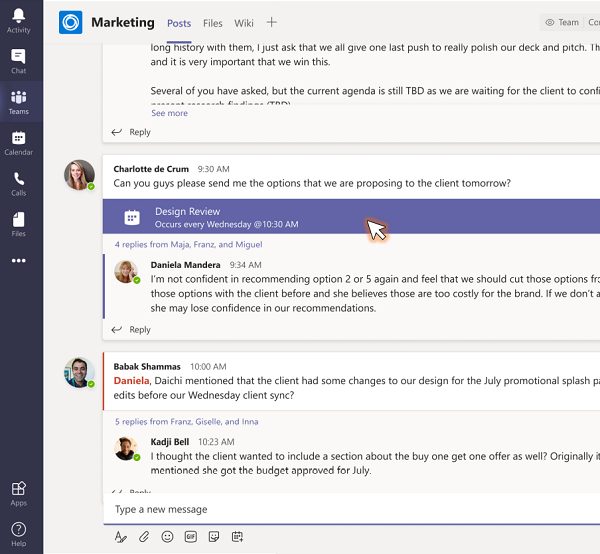 Marketing Posts Files Wiki
Team Co
Activity
Chat
Teams
Calendar
Calls
Files
Apps
Help
long history with them, I just ask that we all give one last push to really polish our deck and pitch. Th
and it is very important that we win this.
Several of you have asked, but the current agenda is still TBD as we are waiting for the client to confi
present research findings (TBD)
See more
Reply
Charlotte de Crum 9:30 AM
Can you guys please send me the options that we are proposing to the client tomorrow?
Design Review
Occurs every Wednesday @10:30 AM
4 replies from Maja, Franz, and Miguel
Daniela Mandera 9:34 AM
I'm not confident in recommending option 2 or 5 again and feel that we should cut those options fro
those options with the client before and she believes those are too costly for the brand. If we don't a
she may lose confidence in our recommendations.
Reply
Babak Shammas 10:00 AM
Daniela, Daichi mentioned that the client had some changes to our design for the July promotional splash pa
edits before our Wednesday client sync?
5 replies from Franz, Giselle, and Inna
Kadji Bell 10:23 AM
I thought the client wanted to include a section about the buy one get one offer as well? Originally it
mentioned she got the budget approved for July.
Reply
Type a new message
GIF